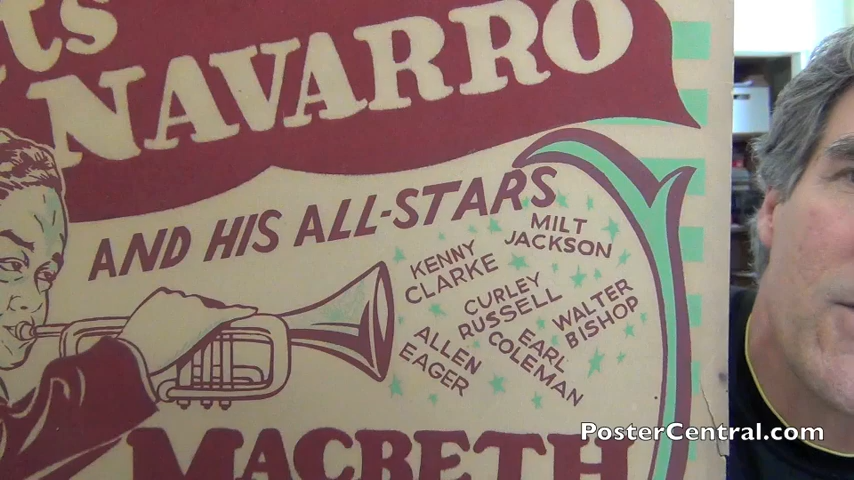 ts
NAVARRO
AND HIS ALL-STARS
MILT
JACKSON
KENNY
CLARKE
CURLEY
RUSSELL
WALTER
BISHOP
ALLEN
EAGER
EARL
COLEMAN
MACBETH
PosterCentral.com